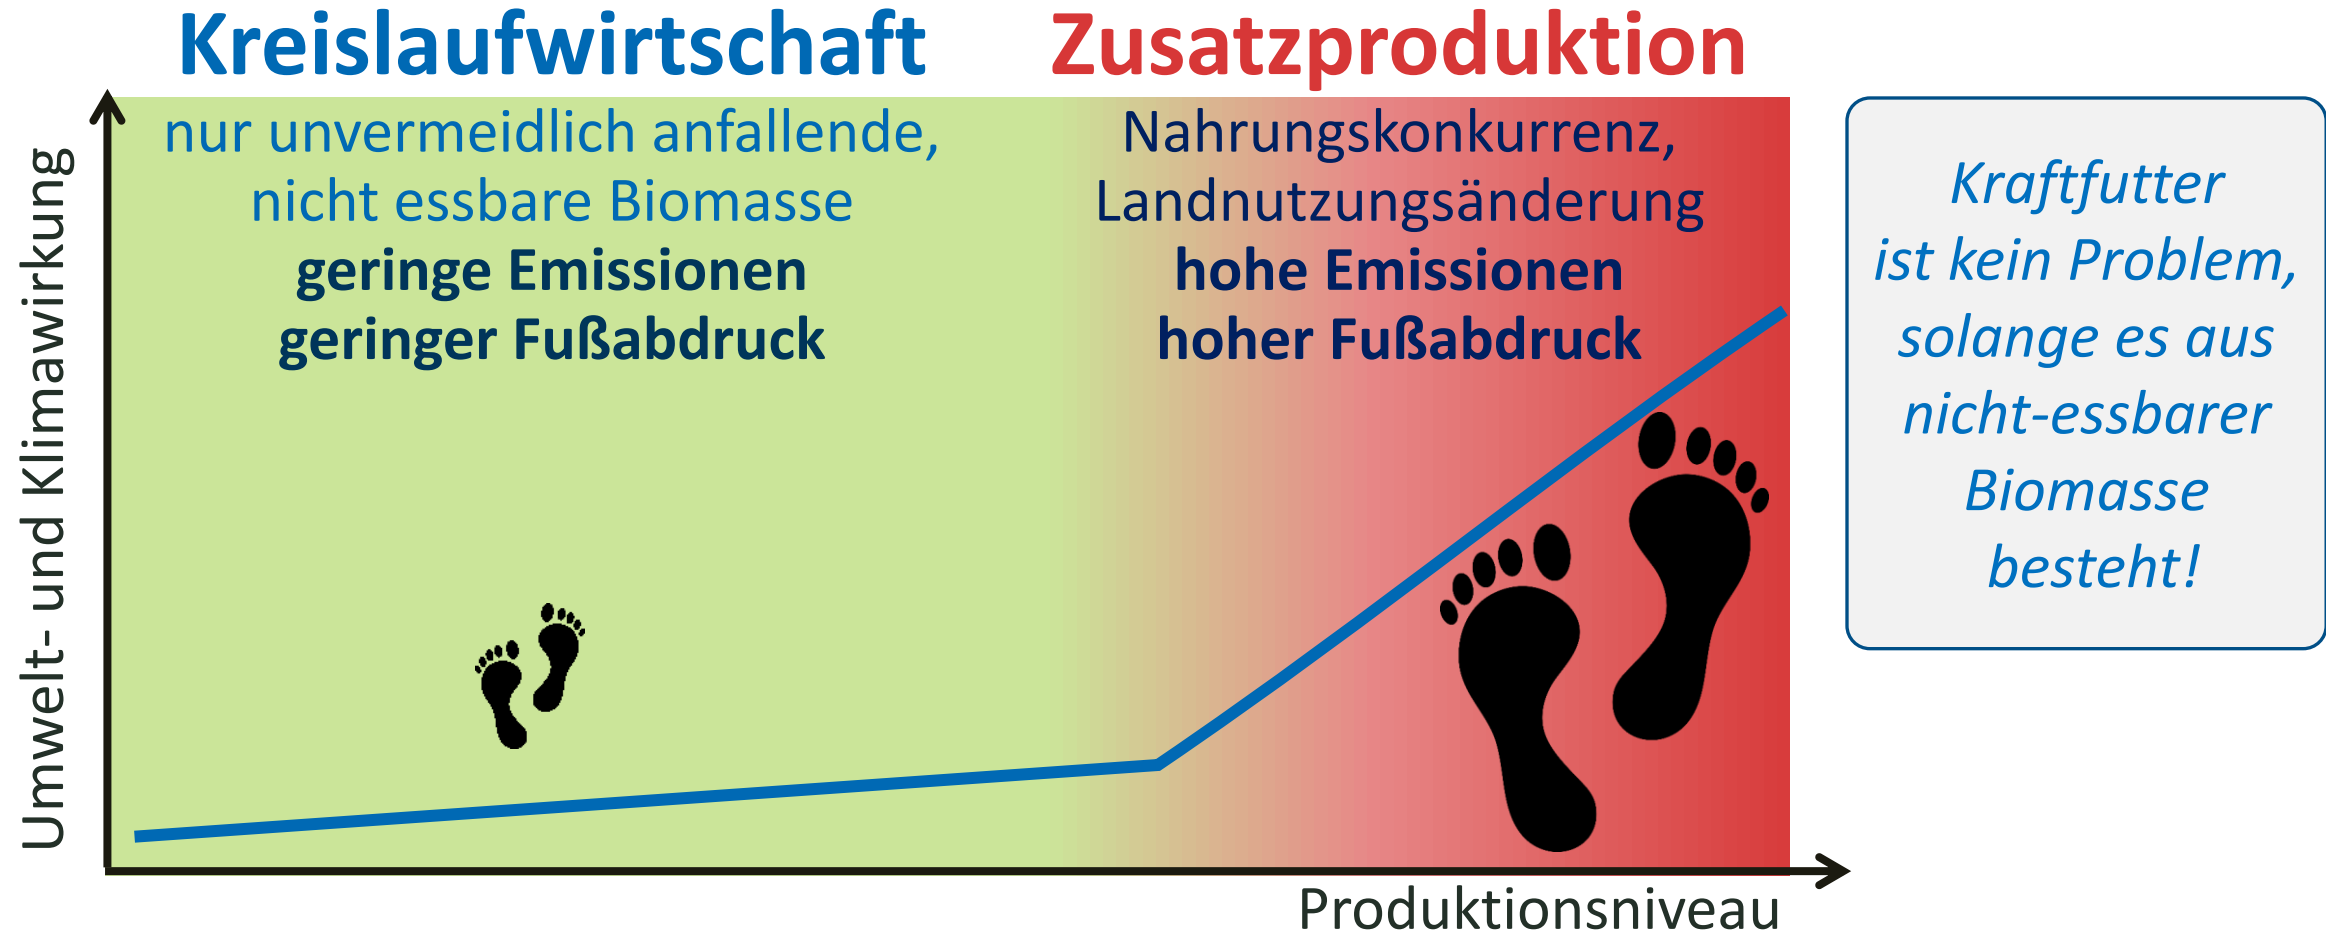 Kreislaufwirtschaft
nur unvermeidlich anfallende,
nicht essbare Biomasse
geringe Emissionen
geringer Fußabdruck
Zusatzproduktion
Nahrungskonkurrenz,
Landnutzungsänderung
hohe Emissionen
hoher Fußabdruck
Kraftfutter
ist kein Problem,
solange es aus
nicht-essbarer
Biomasse
besteht!
Umwelt- und Klimawirkung
Produktionsniveau